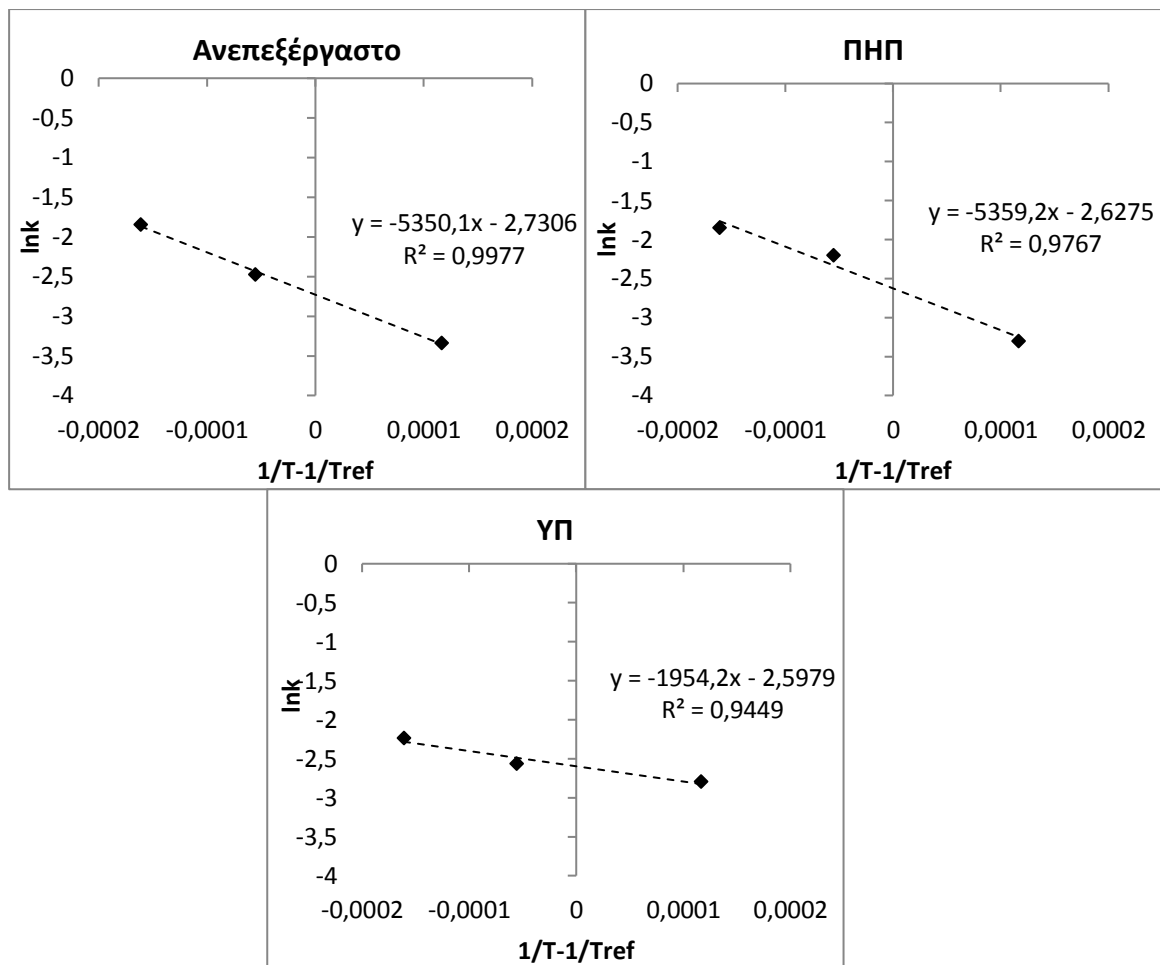 Ανεπεξέργαστο
0
-0,5
-1
-1,5
-2
-2,5
-3
-3,5
-4
lnk
y = -5350,1x - 2,7306
R² = 0,9977
-0,0002 -0,0001 0 0,0001 0,0002
1/T-1/Tref
ΠΗΠ
0
-0,5
-1
-1,5
-2
-2,5
-3
-3,5
-4
lnk
y = -5359,2x - 2,6275
R² = 0,9767
-0,0002 -0,0001 0 0,0001 0,0002
1/T-1/Tref
ΥΠ
0
-0,5
-1
-1,5
-2
-2,5
-3
-3,5
-4
lnk
y = -1954,2x - 2,5979
R² = 0,9449
-0,0002 -0,0001 0 0,0001 0,0002
1/T-1/Tref